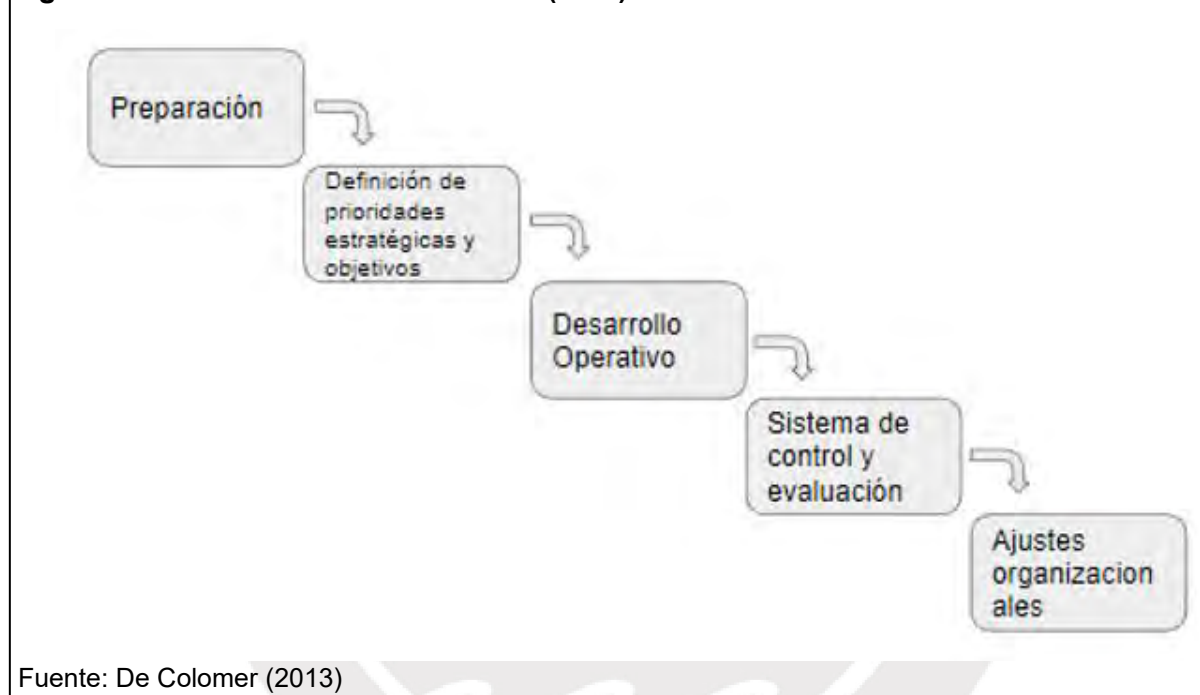 Preparación
Definición de
prioridades
estratégicas y
objetivos
Desarrollo
Operativo
Sistema de
control y
evaluación
Ajustes
organizacion
ales
Fuente: De Colomer (2013)